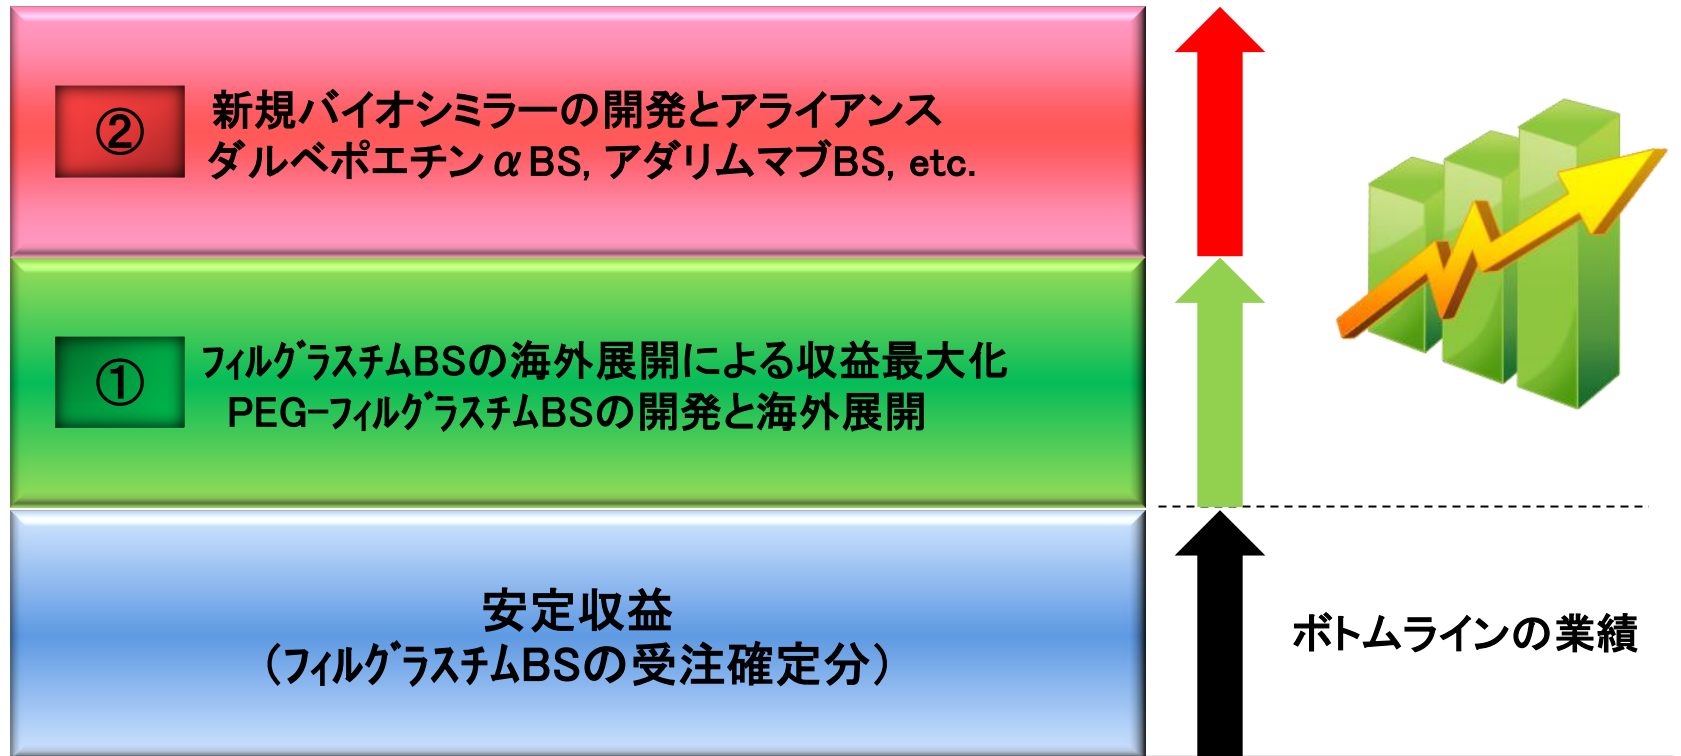 ②
新規バイオシミラーの開発とアライアンス
ダルベポエチンαBS, アダリムマブBS, etc.
①
フィルグラスチムBSの海外展開による収益最大化
PEG-フィルグラスチムBSの開発と海外展開
安定収益
（フィルグラスチムBSの受注確定分）
ボトムラインの業績